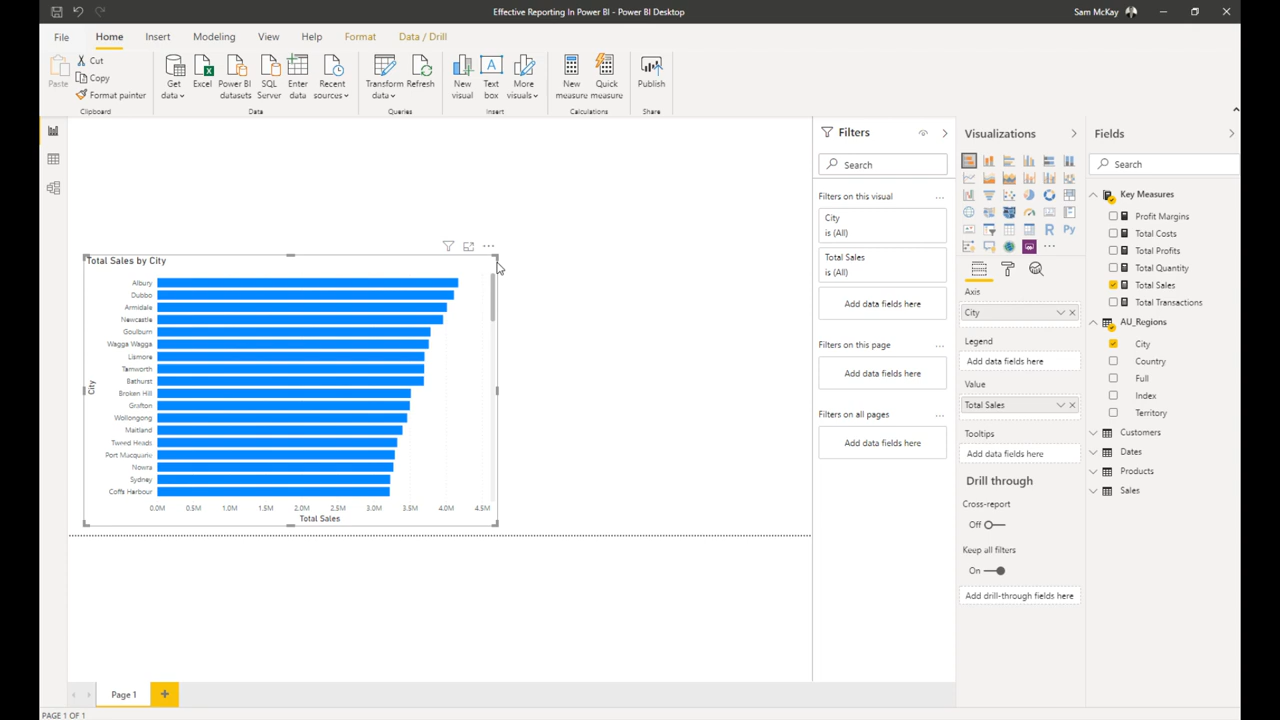 Effective Reporting In Power BI - Power BI Desktop
Sam McKay
File
Home
Insert
Modeling
View
Help
Format
Data / Drill
Paste
Cut
Copy
Format painter
Clipboard
Get data
Excel
Power BI datasets
SQL Server
Enter data
Recent sources
Data
Transform data
Refresh
Queries
New visual
Text box
More visuals
Insert
New measure
Quick measure
Calculations
Publish
Share
Total Sales by City
City
Albury
Dubbo
Armidale
Newcastle
Goulburn
Wagga Wagga
Lismore
Tamworth
Bathurst
Broken Hill
Grafton
Wollongong
Maitland
Tweed Heads
Port Macquarie
Nowra
Sydney
Coffs Harbour
0.0M 0.5M 1.0M 1.5M 2.0M 2.5M 3.0M 3.5M 4.0M 4.5M
Total Sales
Filters
Search
Filters on this visual
City
is (All)
Total Sales
is (All)
Add data fields here
Filters on this page
Add data fields here
Filters on all pages
Add data fields here
Visualizations
R
Py
Axis
City
Legend
Add data fields here
Value
Total Sales
Tooltips
Add data fields here
Drill through
Cross-report
Off
Keep all filters
On
Add drill-through fields here
Fields
Search
Key Measures
Profit Margins
Total Costs
Total Profits
Total Quantity
Total Sales
Total Transactions
AU_Regions
City
Country
Full
Index
Territory
Customers
Dates
Products
Sales
Page 1
PAGE 1 OF 1